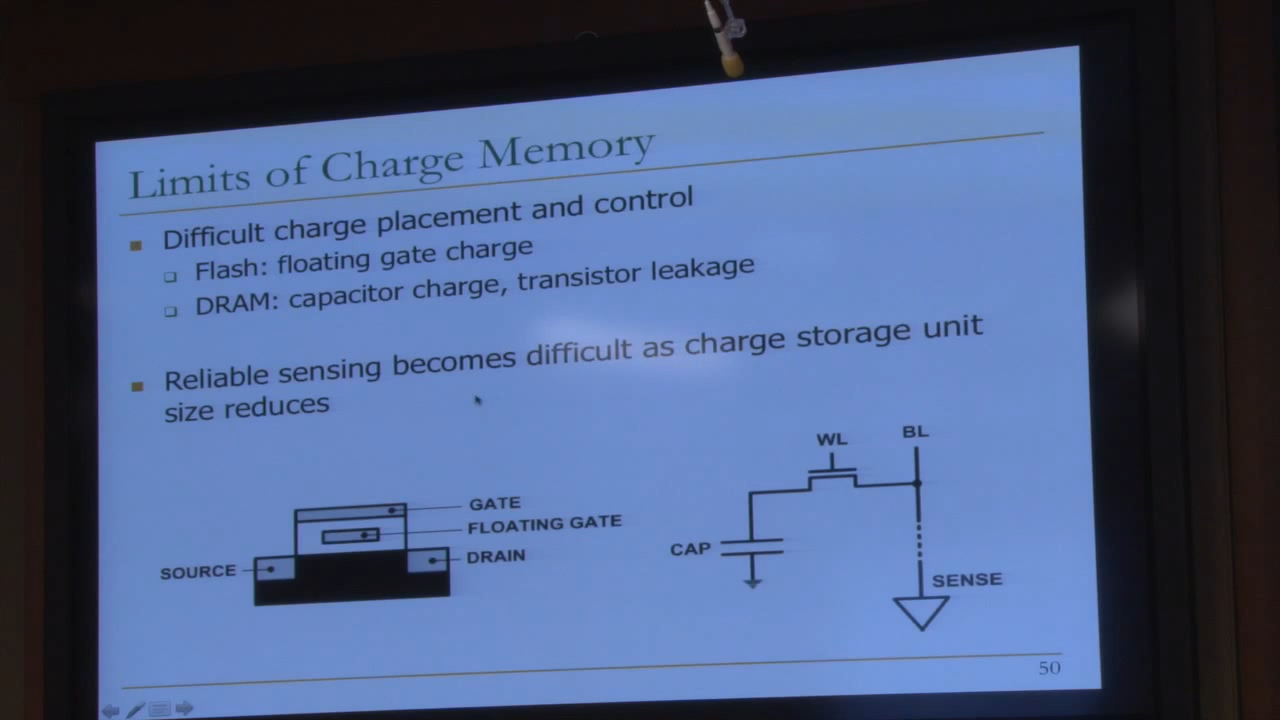 Limits of Charge Memory
Difficult charge placement and control
Flash: floating gate charge
DRAM: capacitor charge, transistor leakage
Reliable sensing becomes difficult as charge storage unit
size reduces
GATE
FLOATING GATE
SOURCE
DRAIN
WL
BL
CAP
SENSE
50